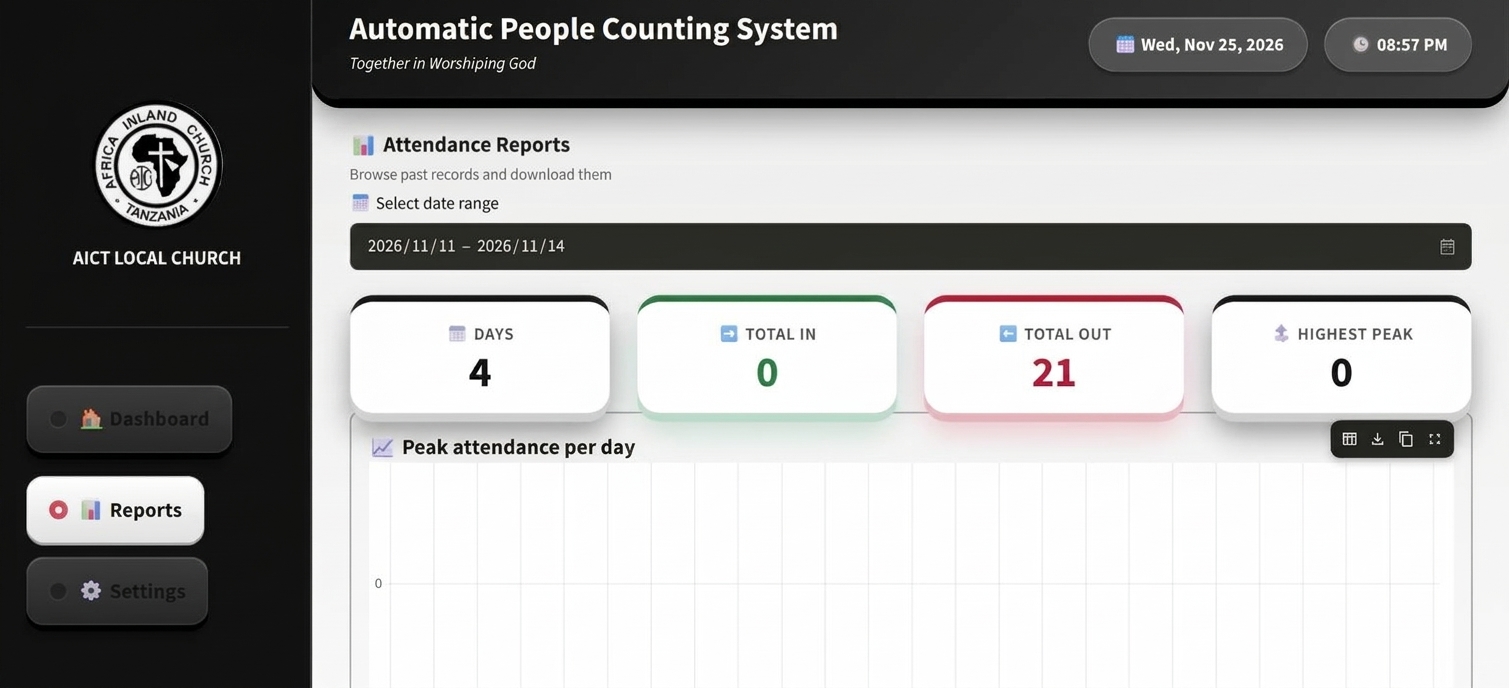 AFRICA INLAND CHURCH
AIC
TANZANIA
AICT LOCAL CHURCH
Dashboard
Reports
Settings
Automatic People Counting System
Together in Worshiping God
Wed, Nov 25, 2026
08:57 PM
Attendance Reports
Browse past records and download them
Select date range
2026/11/11 – 2026/11/14
DAYS
4
TOTAL IN
0
TOTAL OUT
21
HIGHEST PEAK
0
Peak attendance per day
0